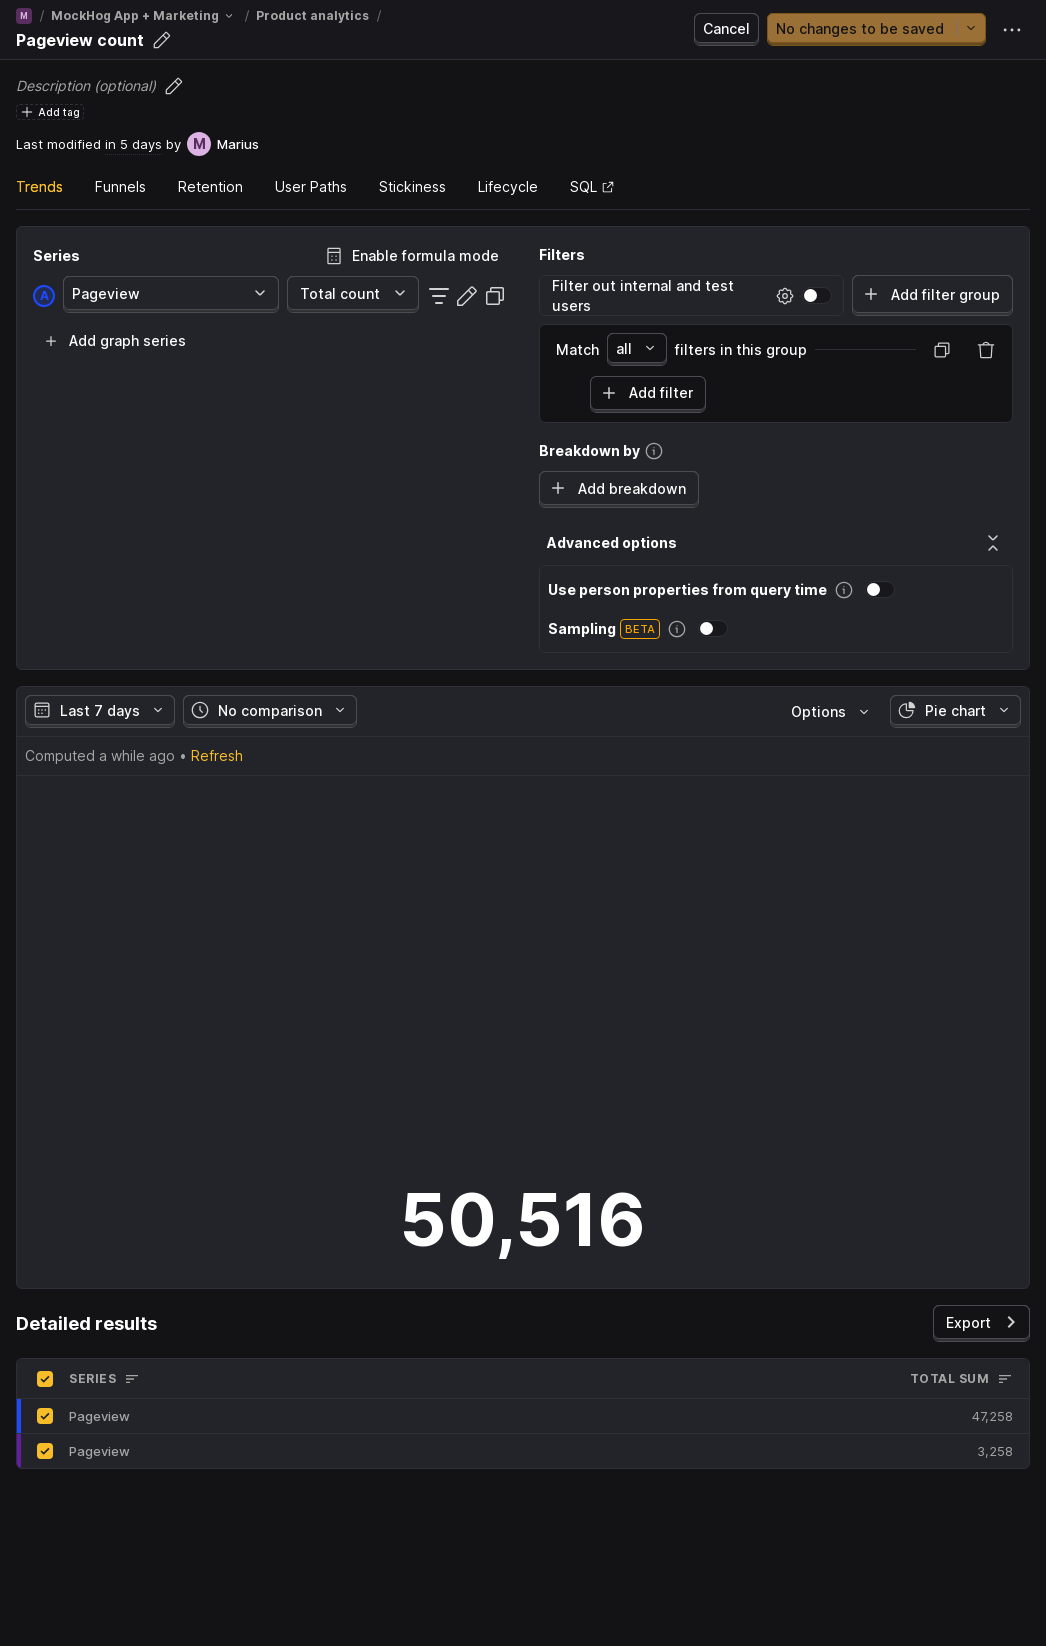 M / MockHog App + Marketing / Product analytics /
Pageview count
Cancel
No changes to be saved
Description (optional)
Add tag
Last modified in 5 days by M Marius
Trends Funnels Retention User Paths Stickiness Lifecycle SQL
Series
Enable formula mode
A Pageview Total count
Add graph series
Filters
Filter out internal and test
users
Add filter group
Match all filters in this group
Add filter
Breakdown by
Add breakdown
Advanced options
Use person properties from query time
Sampling BETA
Last 7 days No comparison Options Pie chart
Computed a while ago • Refresh
50,516
Detailed results
Export
SERIES TOTAL SUM
Pageview 47,258
Pageview 3,258